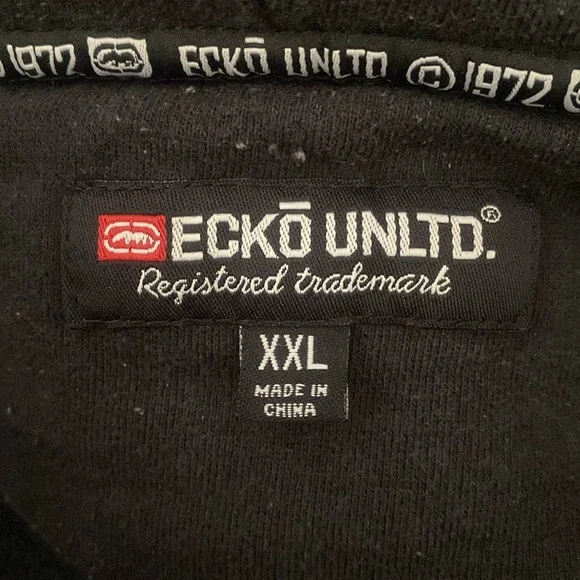 1972 ECKŌ UNLTD © 1972
ECKŌ UNLTD.®
Registered trademark
XXL
MADE IN
CHINA